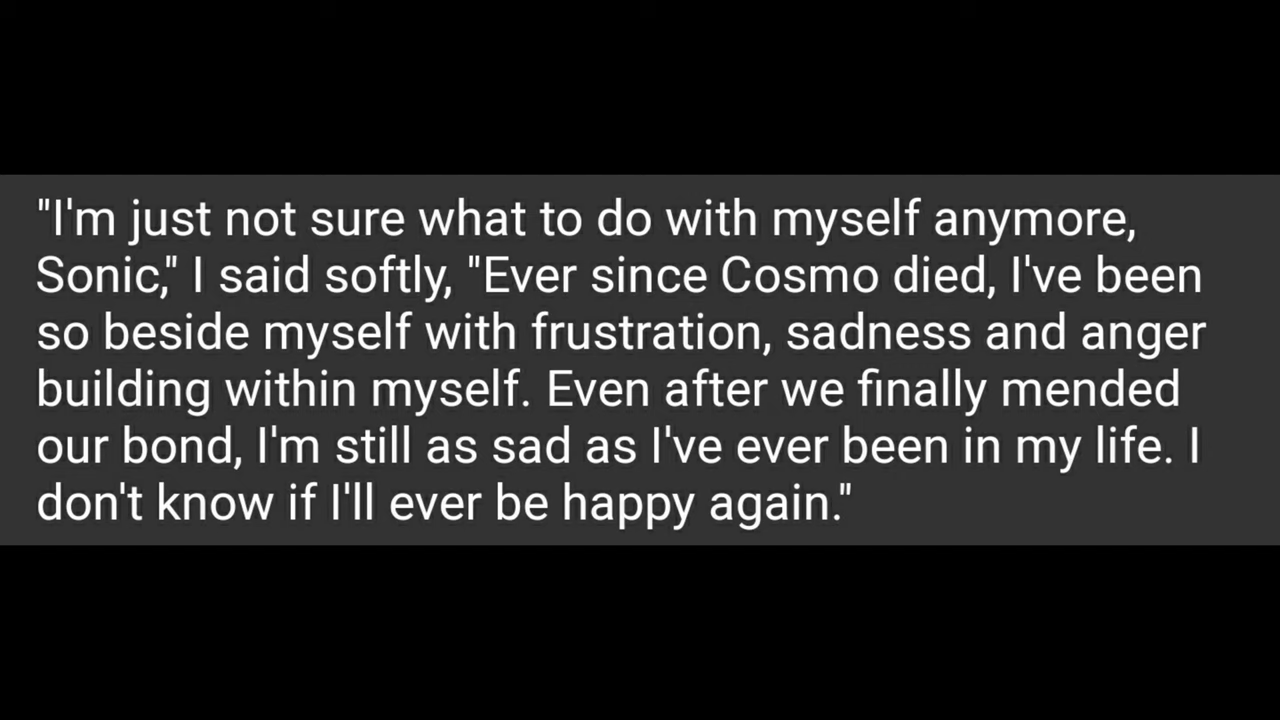 "I'm just not sure what to do with myself anymore,
Sonic," I said softly, "Ever since Cosmo died, I've been
so beside myself with frustration, sadness and anger
building within myself. Even after we finally mended
our bond, I'm still as sad as I've ever been in my life. I
don't know if I'll ever be happy again."